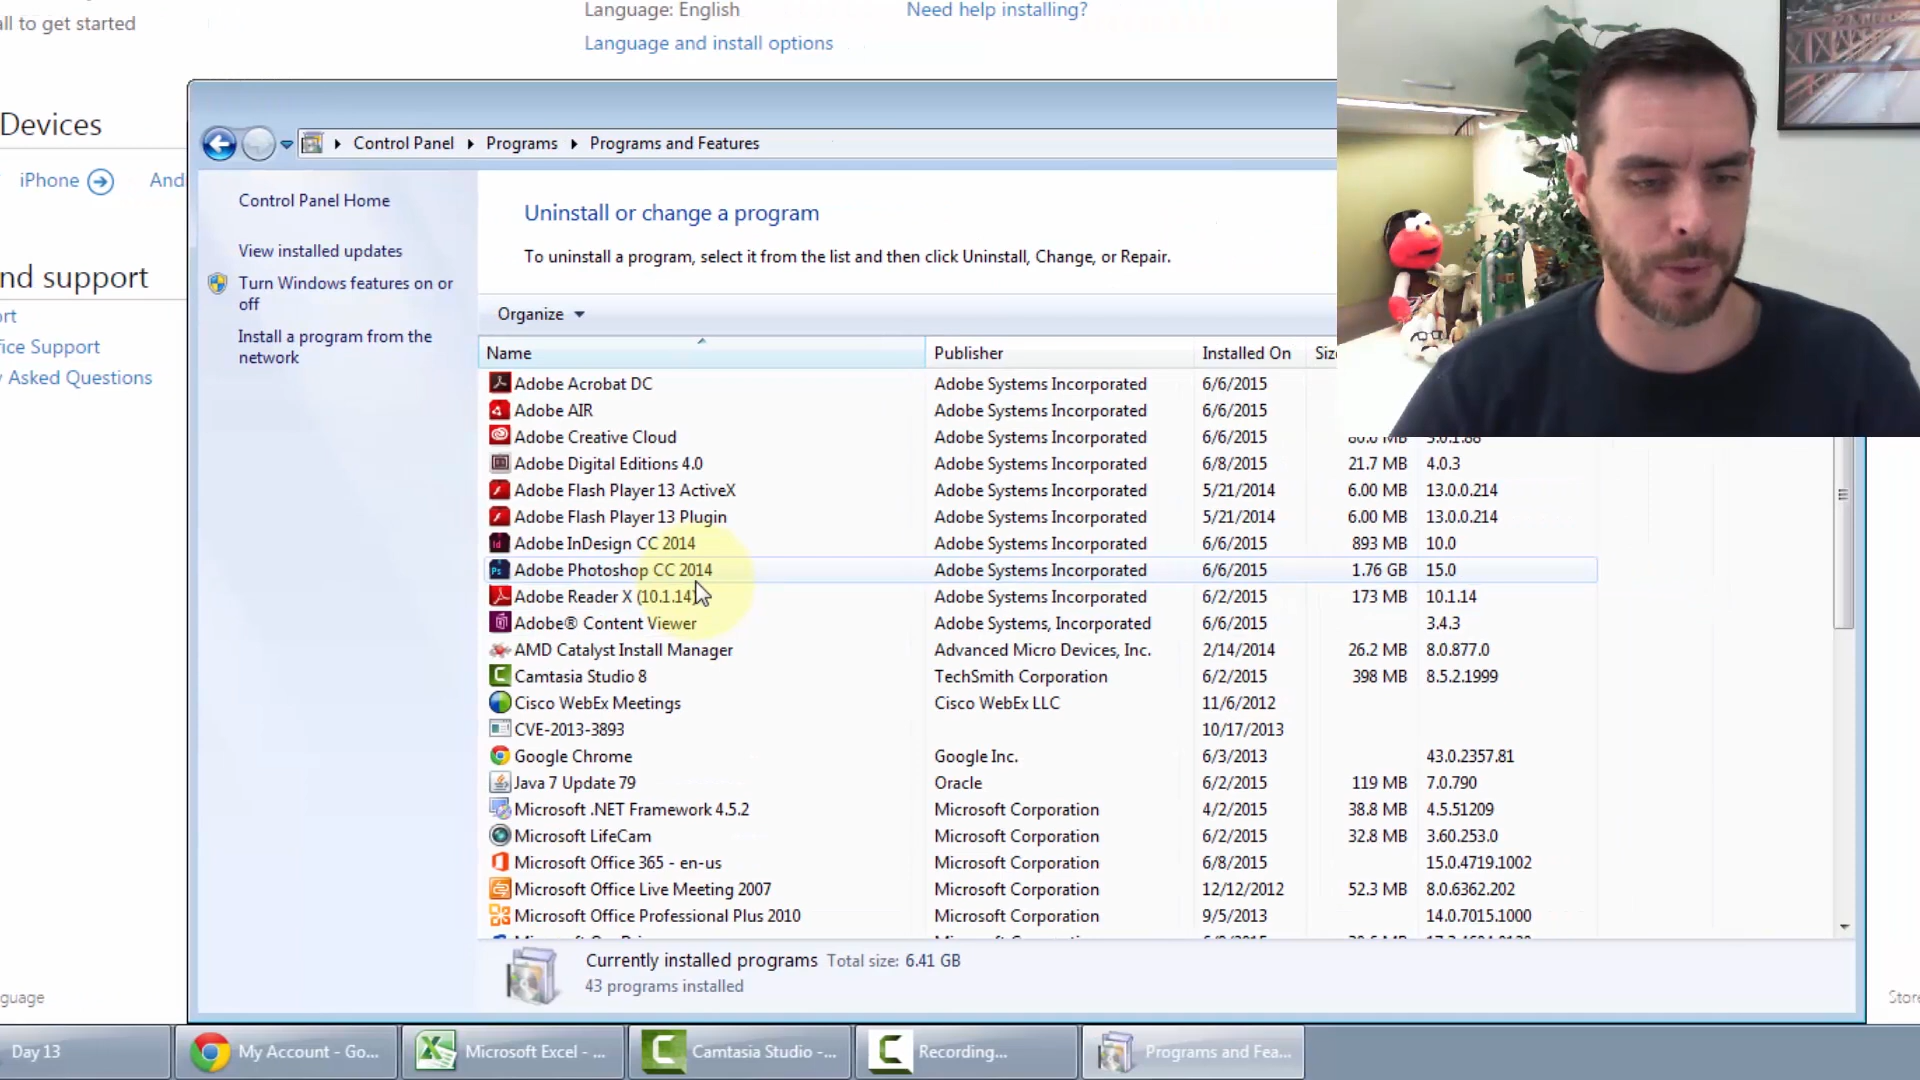 all to get started
Language: English
Need help installing?
Language and install options
Devices
iPhone
And
nd support
rt
fice Support
Asked Questions
guage
Store
Control Panel
Programs
Programs and Features
Control Panel Home
View installed updates
Turn Windows features on or
off
Install a program from the
network
Uninstall or change a program
To uninstall a program, select it from the list and then click Uninstall, Change, or Repair.
Organize
Name Publisher Installed On Size
Adobe Acrobat DC Adobe Systems Incorporated 6/6/2015
Adobe AIR Adobe Systems Incorporated 6/6/2015
Adobe Creative Cloud Adobe Systems Incorporated 6/6/2015
Adobe Digital Editions 4.0 Adobe Systems Incorporated 6/8/2015 21.7 MB 4.0.3
Adobe Flash Player 13 ActiveX Adobe Systems Incorporated 5/21/2014 6.00 MB 13.0.0.214
Adobe Flash Player 13 Plugin Adobe Systems Incorporated 5/21/2014 6.00 MB 13.0.0.214
Adobe InDesign CC 2014 Adobe Systems Incorporated 6/6/2015 893 MB 10.0
Adobe Photoshop CC 2014 Adobe Systems Incorporated 6/6/2015 1.76 GB 15.0
Adobe Reader X (10.1.14) Adobe Systems Incorporated 6/2/2015 173 MB 10.1.14
Adobe® Content Viewer Adobe Systems, Incorporated 6/6/2015 3.4.3
AMD Catalyst Install Manager Advanced Micro Devices, Inc. 2/14/2014 26.2 MB 8.0.877.0
Camtasia Studio 8 TechSmith Corporation 6/2/2015 398 MB 8.5.2.1999
Cisco WebEx Meetings Cisco WebEx LLC 11/6/2012
CVE-2013-3893 10/17/2013
Google Chrome Google Inc. 6/3/2013 43.0.2357.81
Java 7 Update 79 Oracle 6/2/2015 119 MB 7.0.790
Microsoft .NET Framework 4.5.2 Microsoft Corporation 4/2/2015 38.8 MB 4.5.51209
Microsoft LifeCam Microsoft Corporation 6/2/2015 32.8 MB 3.60.253.0
Microsoft Office 365 - en-us Microsoft Corporation 6/8/2015 15.0.4719.1002
Microsoft Office Live Meeting 2007 Microsoft Corporation 12/12/2012 52.3 MB 8.0.6362.202
Microsoft Office Professional Plus 2010 Microsoft Corporation 9/5/2013 14.0.7015.1000
Currently installed programs Total size: 6.41 GB
43 programs installed
Day 13
My Account - Go...
Microsoft Excel - ...
Camtasia Studio -...
Recording...
Programs and Fea...